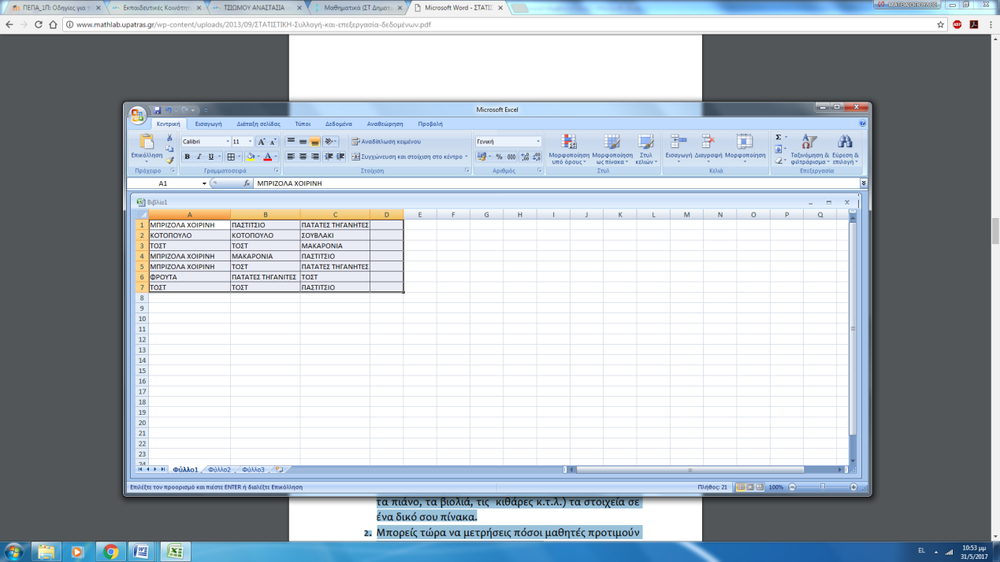 ΠΕΠΑ_1Π: Οδηγίες για τ
Εκπαιδευτικές Κοινότητ
ΤΣΙΩΜΟΥ ΑΝΑΣΤΑΣΙΑ -
Μαθηματικά (ΣΤ Δημοτι
Microsoft Word - ΣΤΑΤΙΣ
ΜΑΤΘΑΙΟΠΟΥΛΟΣ
www.mathlab.upatras.gr/wp-content/uploads/2013/09/ΣΤΑΤΙΣΤΙΚΗ-Συλλογή-και-επεξεργασία-δεδομένων.pdf
Microsoft Excel
Κεντρική Εισαγωγή Διάταξη σελίδας Τύποι Δεδομένα Αναθεώρηση Προβολή
Επικόλληση
Calibri 11
Αναδίπλωση κειμένου
Γενική
B I U
Συγχώνευση και στοίχιση στο κέντρο
% 000
Μορφοποίηση υπό όρους
Μορφοποίηση ως πίνακα
Στυλ κελιών
Εισαγωγή Διαγραφή Μορφοποίηση
Σ
Ταξινόμηση & φιλτράρισμα
Εύρεση & επιλογή
Πρόχειρο Γραμματοσειρά Στοίχιση Αριθμός Στυλ Κελιά Επεξεργασία
A1 fx ΜΠΡΙΖΟΛΑ ΧΟΙΡΙΝΗ
Βιβλίο1
A B C D E F G H I J K L M N O P Q
1 ΜΠΡΙΖΟΛΑ ΧΟΙΡΙΝΗ ΠΑΣΤΙΤΣΙΟ ΠΑΤΑΤΕΣ ΤΗΓΑΝΗΤΕΣ
2 ΚΟΤΟΠΟΥΛΟ ΚΟΤΟΠΟΥΛΟ ΣΟΥΒΛΑΚΙ
3 ΤΟΣΤ ΤΟΣΤ ΜΑΚΑΡΟΝΙΑ
4 ΜΠΡΙΖΟΛΑ ΧΟΙΡΙΝΗ ΜΑΚΑΡΟΝΙΑ ΠΑΣΤΙΤΣΙΟ
5 ΜΠΡΙΖΟΛΑ ΧΟΙΡΙΝΗ ΤΟΣΤ ΠΑΤΑΤΕΣ ΤΗΓΑΝΗΤΕΣ
6 ΦΡΟΥΤΑ ΠΑΤΑΤΕΣ ΤΗΓΑΝΙΤΕΣ ΤΟΣΤ
7 ΤΟΣΤ ΤΟΣΤ ΠΑΣΤΙΤΣΙΟ
8
9
10
11
12
13
14
15
16
17
18
19
20
21
22
23
24
Φύλλο1 Φύλλο2 Φύλλο3
Επιλέξτε τον προορισμό και πιέστε ENTER ή διαλέξτε Επικόλληση Πλήθος: 21 100%
τα πιάνο, τα βιολιά, τις κιθάρες κ.τ.λ.) τα στοιχεία σε
ένα δικό σου πίνακα.
2. Μπορείς τώρα να μετρήσεις πόσοι μαθητές προτιμούν
EL 10:53 μμ
31/5/2017